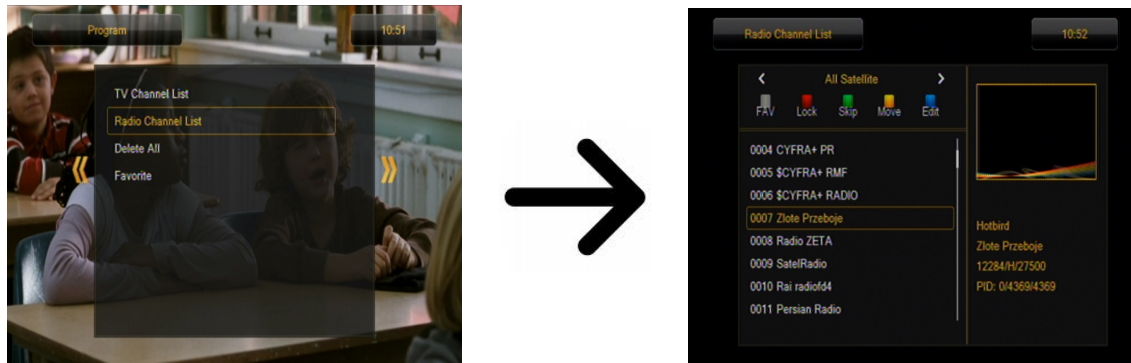 Program
10:51
TV Channel List
Radio Channel List
Delete All
Favorite
Radio Channel List
10:52
All Satellite
FAV Lock Skip Move Edit
0004 CYFRA+ PR
0005 $CYFRA+ RMF
0006 $CYFRA+ RADIO
0007 Zlote Przeboje
0008 Radio ZETA
0009 SatelRadio
0010 Rai radiofd4
0011 Persian Radio
Hotbird
Zlote Przeboje
12284/H/27500
PID: 0/4369/4369